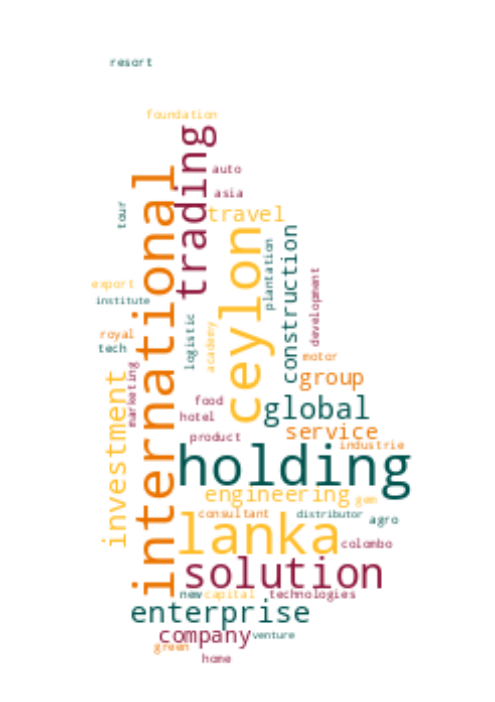 resort
foundation
trading
auto
international
asia
tour
travel
ceylon
construction
plantation
development
export
institute
logistic
academy
royal
tech
motor
marketing
group
investment
food
global
hotel
service
product
industrie
holding
engineering
gem
consultant
distributor
agro
lanka
colombo
solution
new
capital
technologies
enterprise
company
venture
green
home